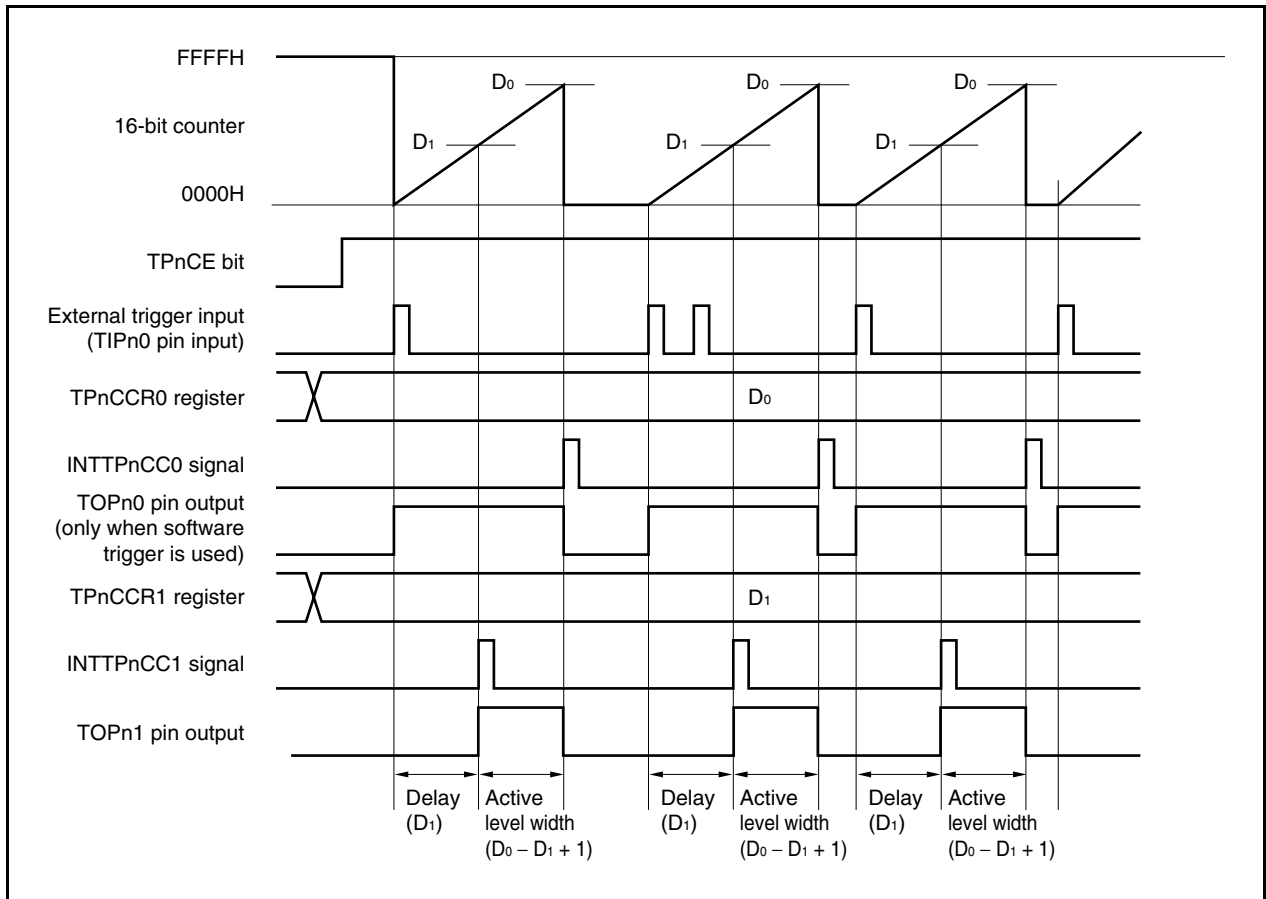 FFFFH
D0
D0
D0
16-bit counter
D1
D1
D1
0000H
TPnCE bit
External trigger input
(TIPn0 pin input)
TPnCCR0 register
D0
INTTPnCC0 signal
TOPn0 pin output
(only when software
trigger is used)
TPnCCR1 register
D1
INTTPnCC1 signal
TOPn1 pin output
Delay
(D1)
Active
level width
(D0 – D1 + 1)
Delay
(D1)
Active
level width
(D0 – D1 + 1)
Delay
(D1)
Active
level width
(D0 – D1 + 1)